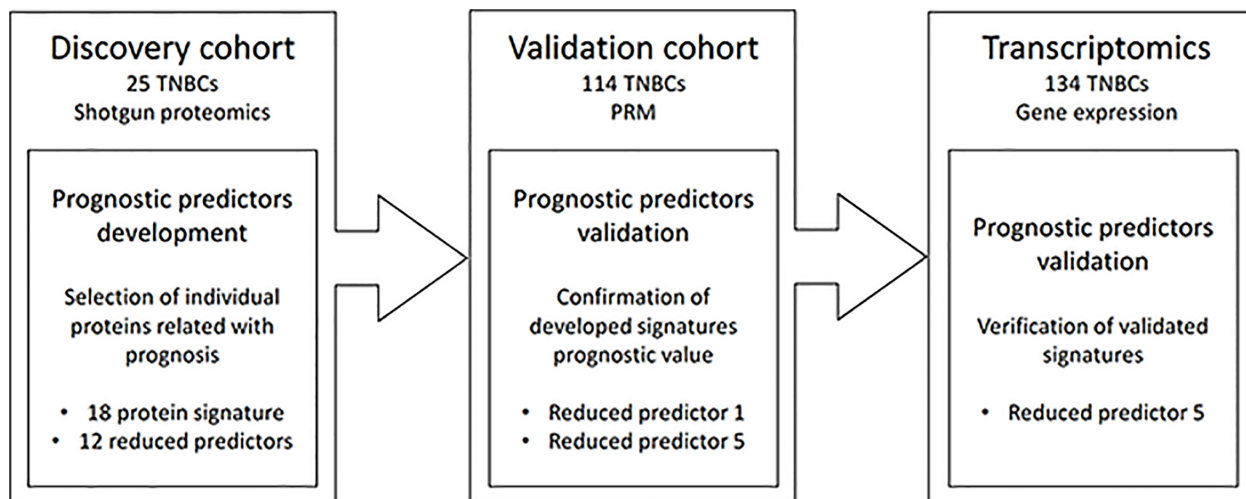 Discovery cohort
25 TNBCs
Shotgun proteomics
Prognostic predictors
development
Selection of individual
proteins related with
prognosis
• 18 protein signature
• 12 reduced predictors
Validation cohort
114 TNBCs
PRM
Prognostic predictors
validation
Confirmation of
developed signatures
prognostic value
• Reduced predictor 1
• Reduced predictor 5
Transcriptomics
134 TNBCs
Gene expression
Prognostic predictors
validation
Verification of validated
signatures
• Reduced predictor 5